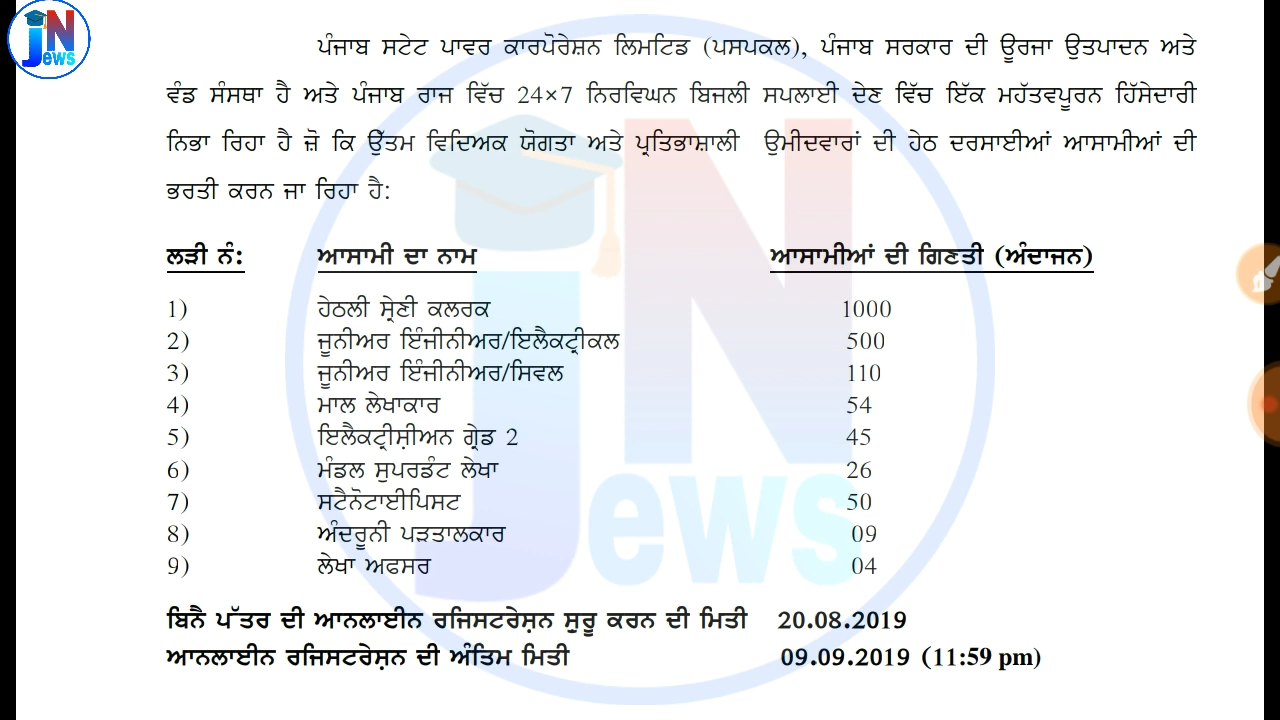 JN
ews
ਪੰਜਾਬ ਸਟੇਟ ਪਾਵਰ ਕਾਰਪੋਰੇਸ਼ਨ ਲਿਮਟਿਡ (ਪਸਪਕਲ), ਪੰਜਾਬ ਸਰਕਾਰ ਦੀ ਊਰਜਾ ਉਤਪਾਦਨ ਅਤੇ
ਵੰਡ ਸੰਸਥਾ ਹੈ ਅਤੇ ਪੰਜਾਬ ਰਾਜ ਵਿੱਚ 24×7 ਨਿਰਵਿਘਨ ਬਿਜਲੀ ਸਪਲਾਈ ਦੇਣ ਵਿੱਚ ਇੱਕ ਮਹੱਤਵਪੂਰਨ ਹਿੱਸੇਦਾਰੀ
ਨਿਭਾ ਰਿਹਾ ਹੈ ਜ਼ੋ ਕਿ ਉੱਤਮ ਵਿਦਿਅਕ ਯੋਗਤਾ ਅਤੇ ਪ੍ਰਤਿਭਾਸ਼ਾਲੀ ਉਮੀਦਵਾਰਾਂ ਦੀ ਹੇਠ ਦਰਸਾਈਆਂ ਆਸਾਮੀਆਂ ਦੀ
ਭਰਤੀ ਕਰਨ ਜਾ ਰਿਹਾ ਹੈ:
ਲੜੀ ਨੰ: ਆਸਾਮੀ ਦਾ ਨਾਮ ਆਸਾਮੀਆਂ ਦੀ ਗਿਣਤੀ (ਅੰਦਾਜਨ)
1) ਹੇਠਲੀ ਸ੍ਰੇਣੀ ਕਲਰਕ 1000
2) ਜੂਨੀਅਰ ਇੰਜੀਨੀਅਰ/ਇਲੈਕਟ੍ਰੀਕਲ 500
3) ਜੂਨੀਅਰ ਇੰਜੀਨੀਅਰ/ਸਿਵਲ 110
4) ਮਾਲ ਲੇਖਾਕਾਰ 54
5) ਇਲੈਕਟ੍ਰੀਸ਼ੀਅਨ ਗ੍ਰੇਡ 2 45
6) ਮੰਡਲ ਸੁਪਰਡੰਟ ਲੇਖਾ 26
7) ਸਟੈਨੋਟਾਈਪਿਸਟ 50
8) ਅੰਦਰੂਨੀ ਪੜਤਾਲਕਾਰ 09
9) ਲੇਖਾ ਅਫਸਰ 04
ਬਿਨੈ ਪੱਤਰ ਦੀ ਆਨਲਾਈਨ ਰਜਿਸਟਰੇਸ਼ਨ ਸ਼ੁਰੂ ਕਰਨ ਦੀ ਮਿਤੀ 20.08.2019
ਆਨਲਾਈਨ ਰਜਿਸਟਰੇਸ਼ਨ ਦੀ ਅੰਤਿਮ ਮਿਤੀ 09.09.2019 (11:59 pm)
JN
ews